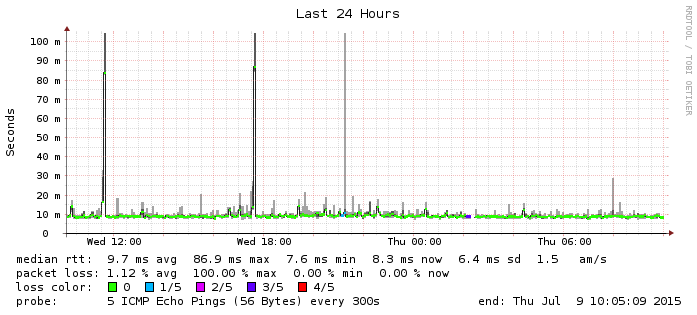 Last 24 Hours
RRDTOOL / TOBI OETIKER
Seconds
100 m
90 m
80 m
70 m
60 m
50 m
40 m
30 m
20 m
10 m
0
Wed 12:00 Wed 18:00 Thu 00:00 Thu 06:00
median rtt: 9.7 ms avg 86.9 ms max 7.6 ms min 8.3 ms now 6.4 ms sd 1.5 am/s
packet loss: 1.12 % avg 100.00 % max 0.00 % min 0.00 % now
loss color: 0 1/5 2/5 3/5 4/5
probe: 5 ICMP Echo Pings (56 Bytes) every 300s end: Thu Jul 9 10:05:09 2015